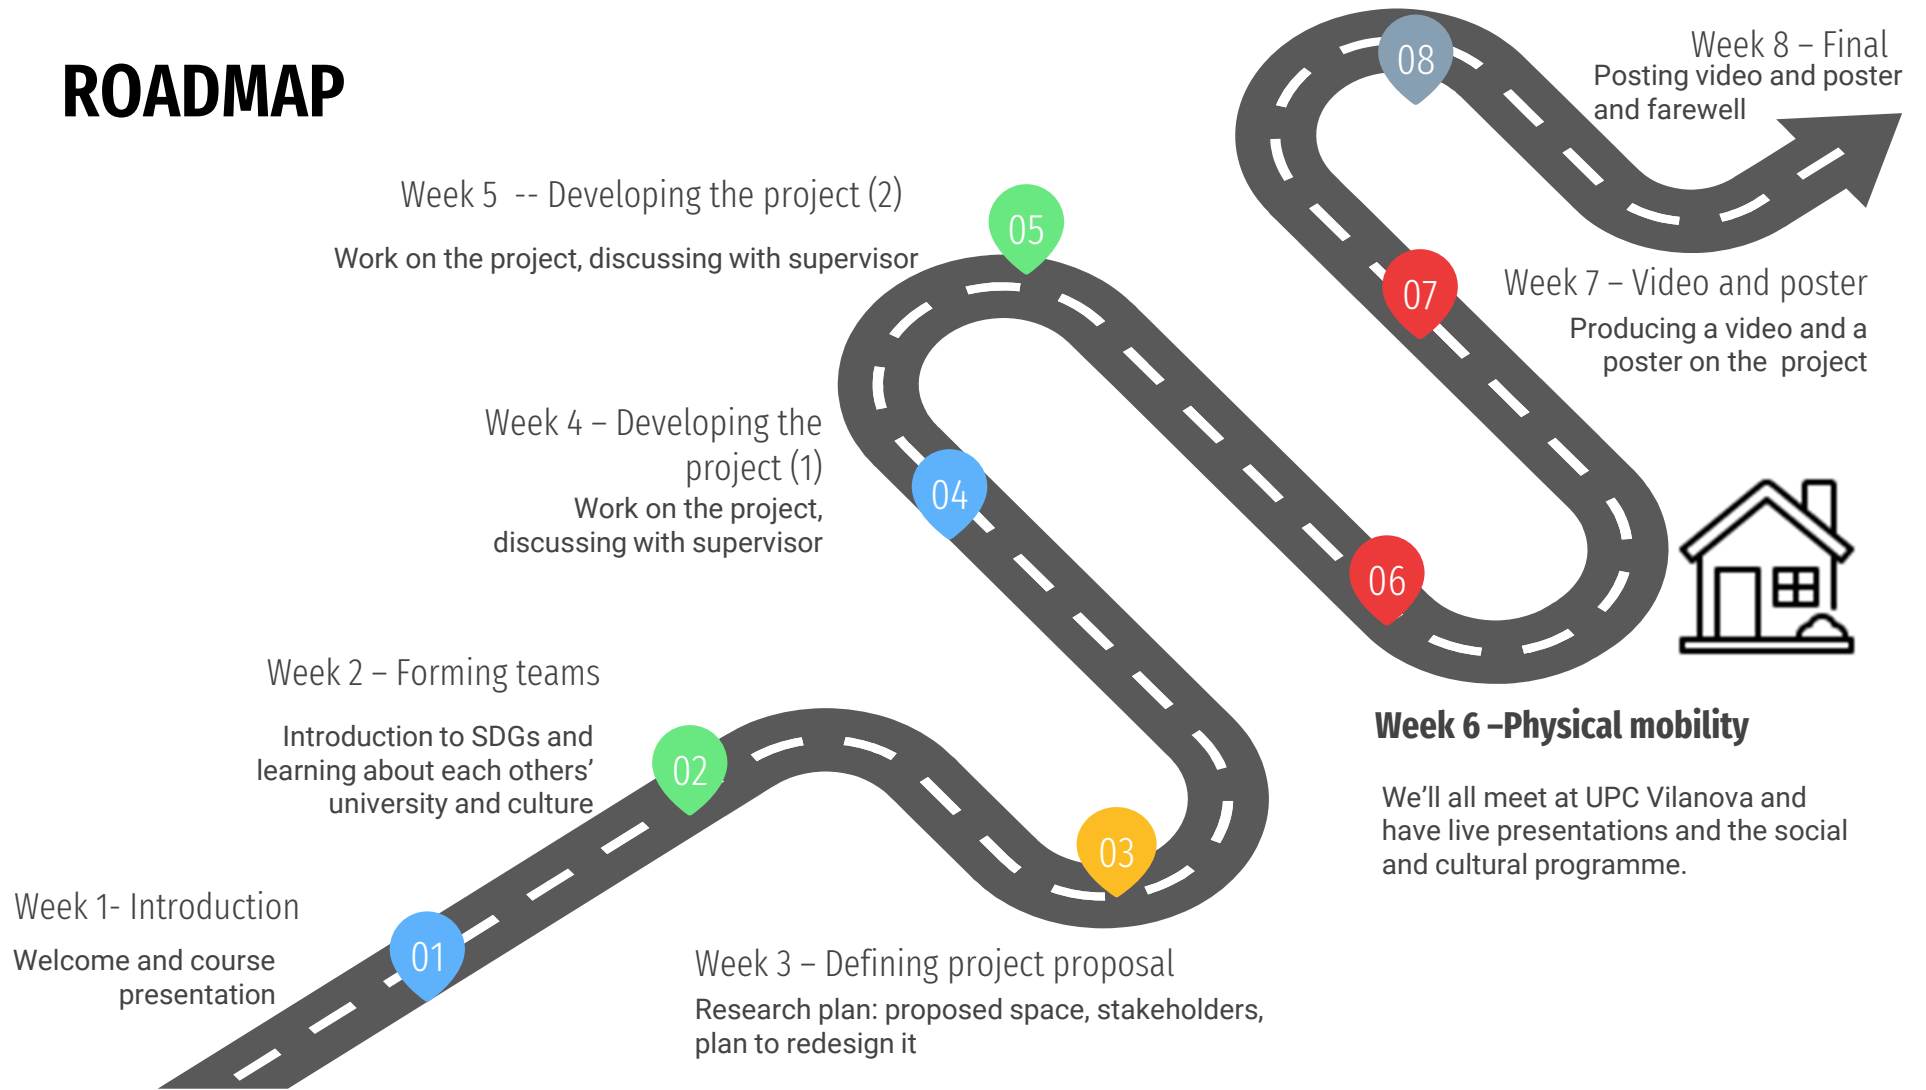 ROADMAP
Week 1- Introduction
Welcome and course
presentation
01
Week 2 – Forming teams
Introduction to SDGs and
learning about each others’
university and culture
02
Week 3 – Defining project proposal
Research plan: proposed space, stakeholders,
plan to redesign it
03
Week 4 – Developing the
project (1)
Work on the project,
discussing with supervisor
04
Week 5 -- Developing the project (2)
Work on the project, discussing with supervisor
05
Week 6 –Physical mobility
We’ll all meet at UPC Vilanova and
have live presentations and the social
and cultural programme.
06
Week 7 – Video and poster
Producing a video and a
poster on the project
07
Week 8 – Final
Posting video and poster
and farewell
08